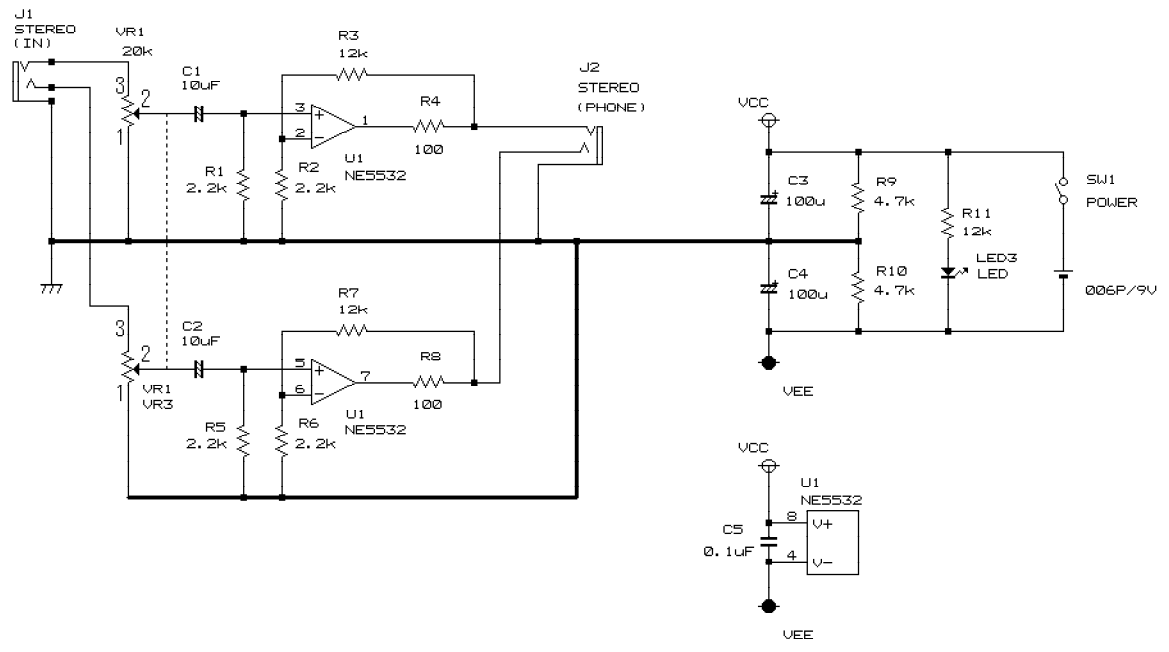 J1
STEREO
(IN)
VR1
20k
3
2
1
C1
10uF
R1
2.2k
R2
2.2k
R3
12k
3
2
1
U1
NE5532
R4
100
J2
STEREO
(PHONE)
3
2
1
VR1
VR3
C2
10uF
R5
2.2k
R6
2.2k
R7
12k
5
6
7
U1
NE5532
R8
100
VCC
C3
100u
R9
4.7k
R11
12k
SW1
POWER
C4
100u
R10
4.7k
LED3
LED
006P/9V
VEE
VCC
U1
NE5532
C5
0.1uF
8
V+
4
V-
VEE